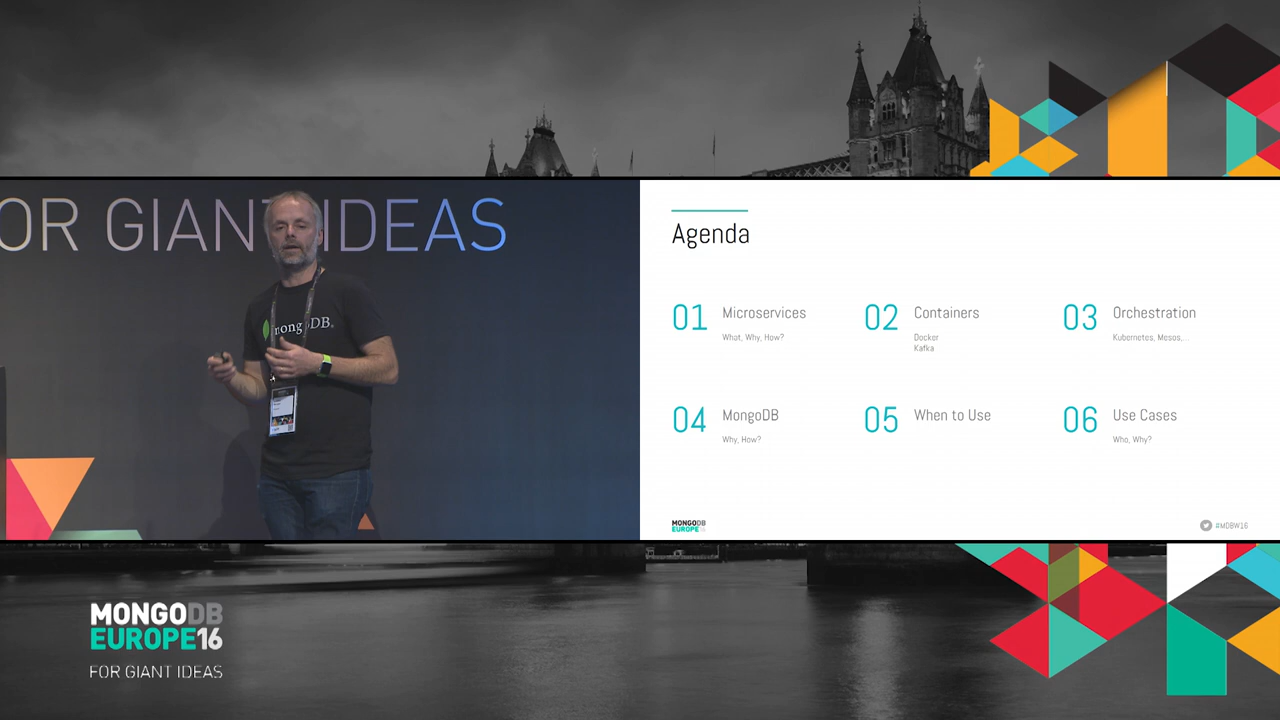 OR GIANT IDEAS
mongoDB.
Agenda
01 Microservices
What, Why, How?
02 Containers
Docker
Kafka
03 Orchestration
Kubernetes, Mesos,...
04 MongoDB
Why, How?
05 When to Use
06 Use Cases
Who, Why?
MONGODB
EUROPE16
#MDBW16
MONGODB
EUROPE16
FOR GIANT IDEAS